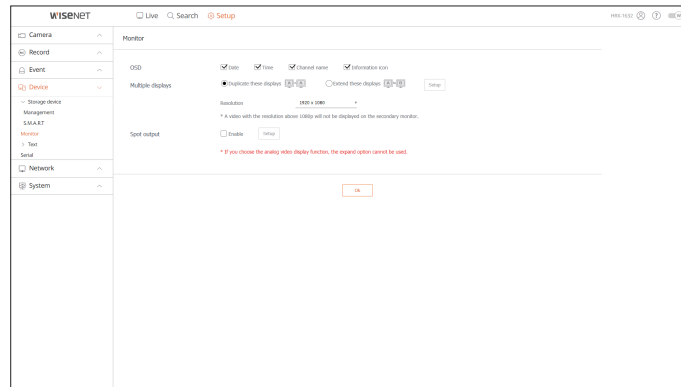 WISENET Live Search Setup HRX-1632
Camera
Monitor
Record
OSD Date Time Channel name Information icon
Event
Multiple displays Duplicate these displays Extend these displays Setup
Device
Storage device
Resolution 1920 x 1080
Management
* A video with the resolution above 1080p will not be displayed on the secondary monitor.
S.M.A.R.T
Monitor
Spot output Enable Setup
Text
* If you choose the analog video display function, the expand option cannot be used.
Serial
Network
System
Ok